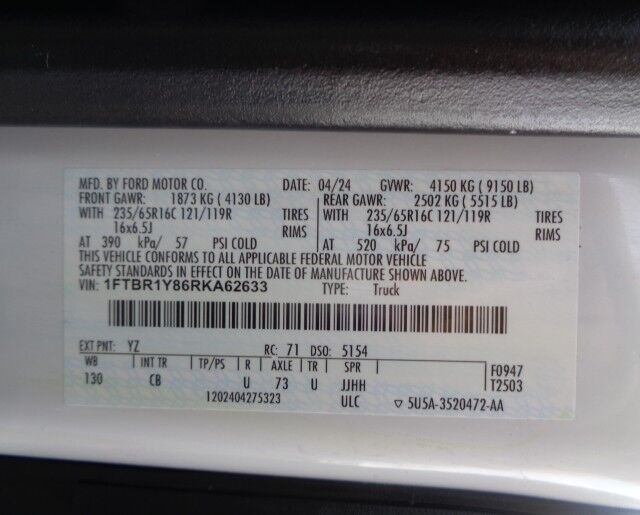 MFD. BY FORD MOTOR CO. DATE: 04/24 GVWR: 4150 KG ( 9150 LB)
FRONT GAWR: 1873 KG ( 4130 LB) REAR GAWR: 2502 KG ( 5515 LB)
WITH 235/65R16C 121/119R TIRES WITH 235/65R16C 121/119R TIRES
16x6.5J RIMS 16x6.5J RIMS
AT 390 kPa/ 57 PSI COLD AT 520 kPa/ 75 PSI COLD
THIS VEHICLE CONFORMS TO ALL APPLICABLE FEDERAL MOTOR VEHICLE
SAFETY STANDARDS IN EFFECT ON THE DATE OF MANUFACTURE SHOWN ABOVE.
VIN: 1FTBR1Y86RKA62633 TYPE: Truck
EXT PNT: YZ RC: 71 DSO: 5154
WB INT TR TP/PS R AXLE TR SPR F0947
130 CB U 73 U JJHH T2503
1202404275323 ULC ▽ 5U5A-3520472-AA